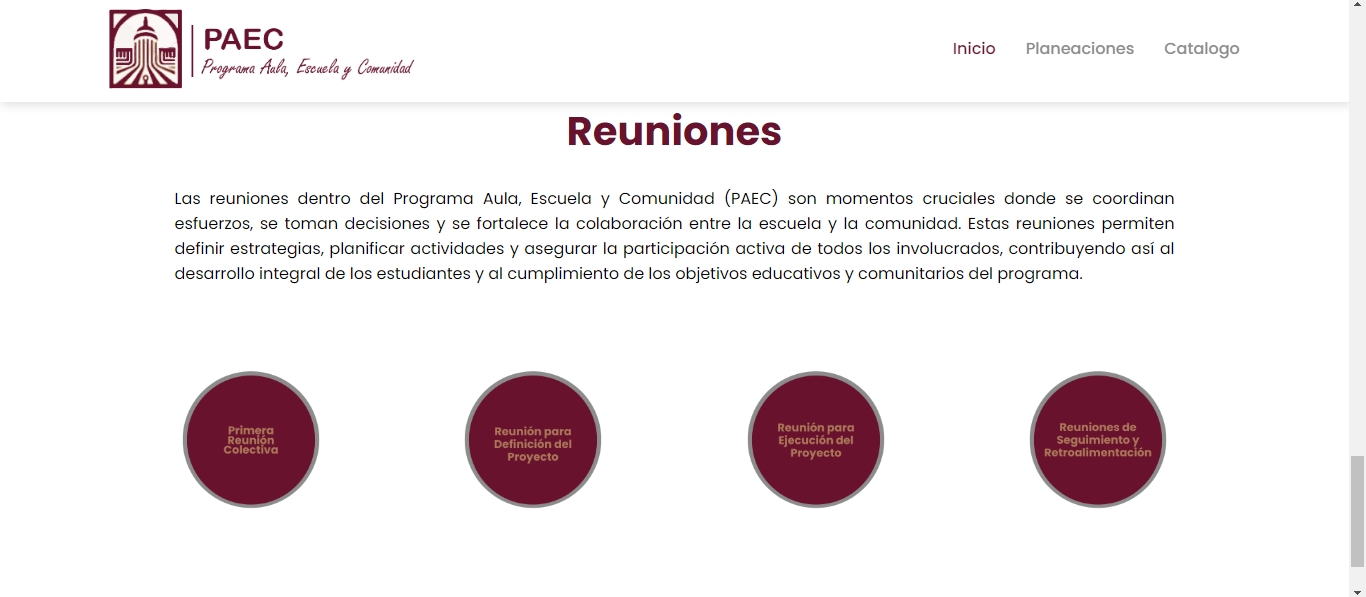 PAEC
Programa Aula, Escuela y Comunidad
Inicio Planeaciones Catalogo
Reuniones
Las reuniones dentro del Programa Aula, Escuela y Comunidad (PAEC) son momentos cruciales donde se coordinan
esfuerzos, se toman decisiones y se fortalece la colaboración entre la escuela y la comunidad. Estas reuniones permiten
definir estrategias, planificar actividades y asegurar la participación activa de todos los involucrados, contribuyendo así al
desarrollo integral de los estudiantes y al cumplimiento de los objetivos educativos y comunitarios del programa.
Primera
Reunión
Colectiva
Reunión para
Definición del
Proyecto
Reunión para
Ejecución del
Proyecto
Reuniones de
Seguimiento y
Retroalimentación